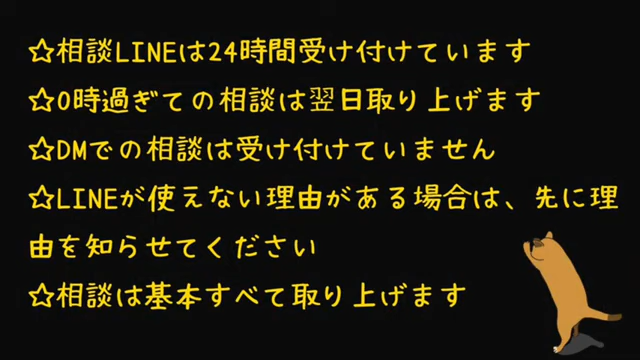 ☆相談LINEは24時間受け付けています
☆0時過ぎての相談は翌日取り上げます
☆DMでの相談は受け付けていません
☆LINEが使えない理由がある場合は、先に理
由を知らせてください
☆相談は基本すべて取り上げます